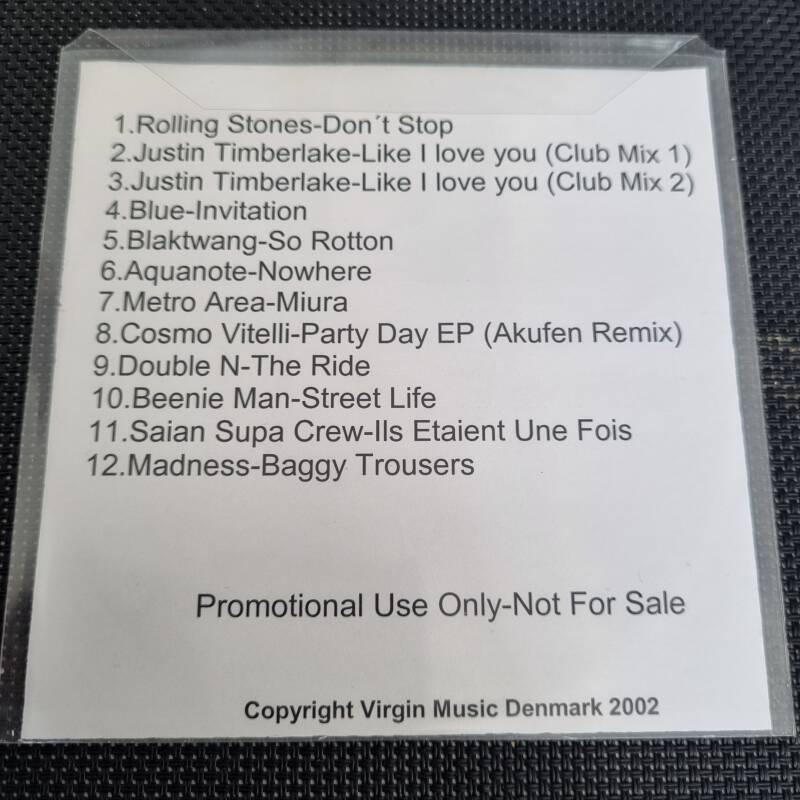 1.Rolling Stones-Don´t Stop
2.Justin Timberlake-Like I love you (Club Mix 1)
3.Justin Timberlake-Like I love you (Club Mix 2)
4.Blue-Invitation
5.Blaktwang-So Rotton
6.Aquanote-Nowhere
7.Metro Area-Miura
8.Cosmo Vitelli-Party Day EP (Akufen Remix)
9.Double N-The Ride
10.Beenie Man-Street Life
11.Saian Supa Crew-Ils Etaient Une Fois
12.Madness-Baggy Trousers
Promotional Use Only-Not For Sale
Copyright Virgin Music Denmark 2002